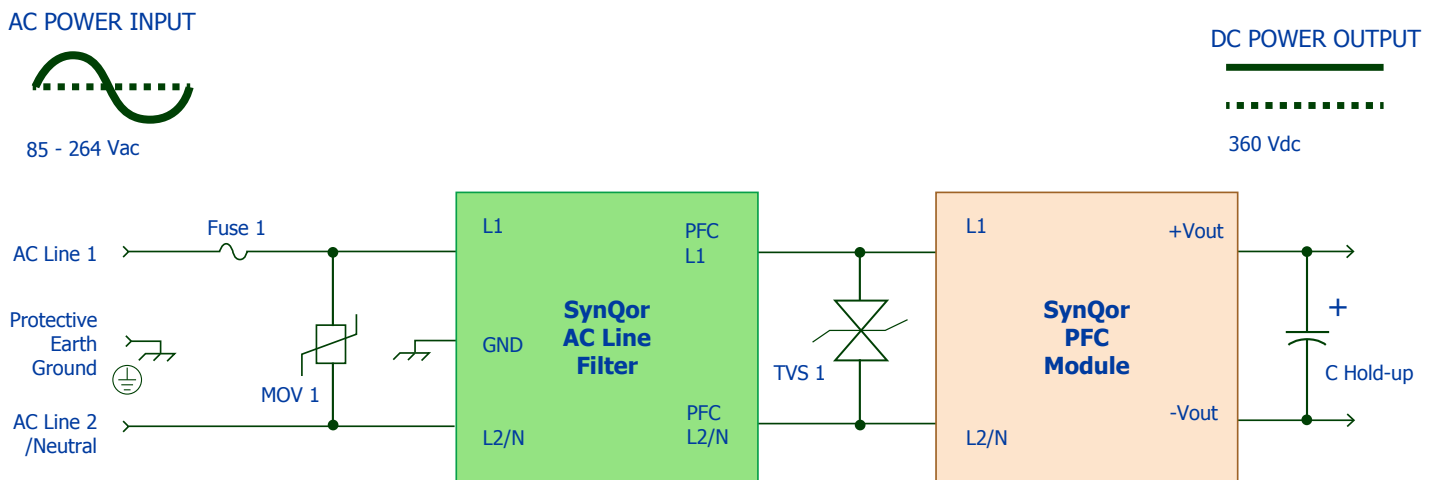 AC POWER INPUT
DC POWER OUTPUT
85 - 264 Vac
360 Vdc
AC Line 1
Fuse 1
Protective
Earth
Ground
AC Line 2
/Neutral
MOV 1
L1
PFC
L1
SynQor
AC Line
Filter
GND
L2/N
PFC
L2/N
TVS 1
L1
+Vout
SynQor
PFC
Module
L2/N
-Vout
+
C Hold-up